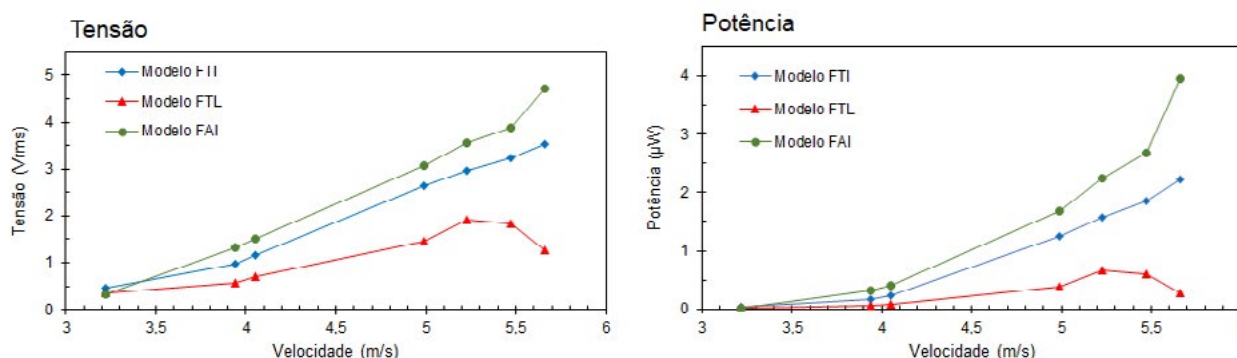 Tensão
5
4
3
2
1
0
Tensão (Vrms)
Modelo FTI
Modelo FTL
Modelo FAI
3
3,5
4
4,5
5
5,5
6
Velocidade (m/s)
Potência
4
3
2
1
0
Potência (µW)
Modelo FTI
Modelo FTL
Modelo FAI
3
3,5
4
4,5
5
5,5
Velocidade (m/s)